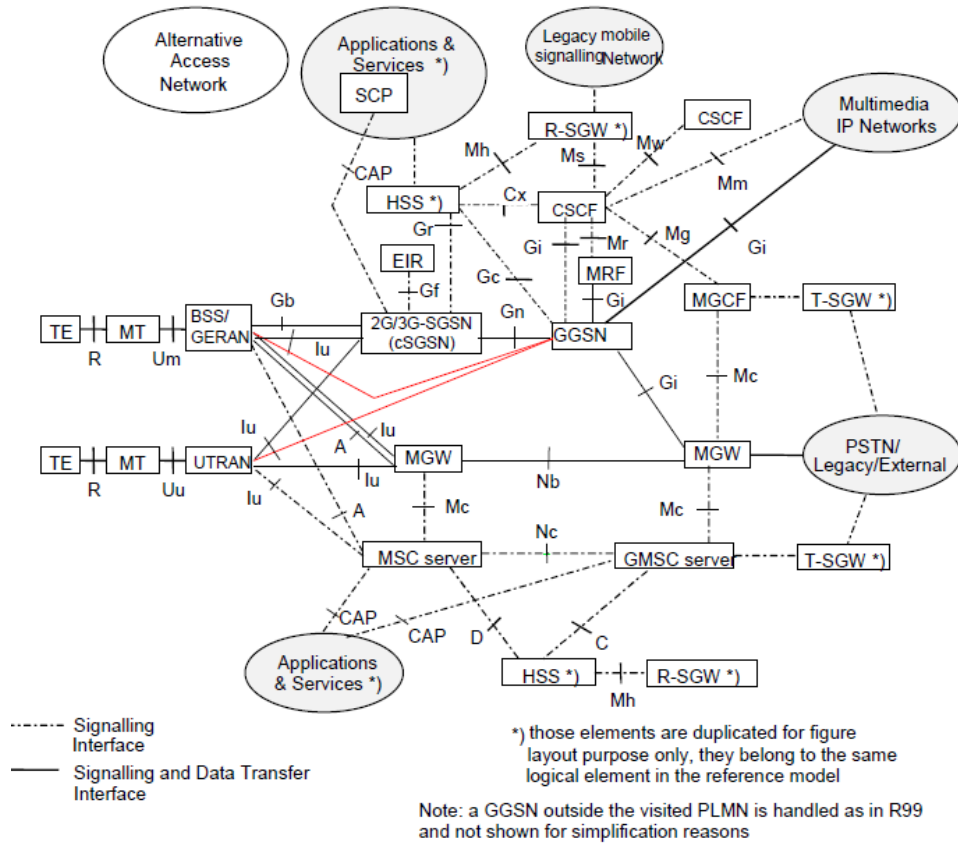 Alternative
Access
Network
Applications &
Services *)
SCP
Legacy mobile
signalling Network
Multimedia
IP Networks
R-SGW *)
CSCF
Mh
Ms
Mw
Mm
CAP
HSS *)
Cx
CSCF
Gr
Gi
Mr
Mg
Gi
EIR
Gf
Gc
MRF
Gi
MGCF
T-SGW *)
TE
MT
BSS/
GERAN
Gb
2G/3G-SGSN
(cSGSN)
Gn
GGSN
R
Um
Iu
Gi
Mc
Iu
A
Iu
TE
MT
UTRAN
MGW
MGW
PSTN/
Legacy/External
R
Uu
Iu
Iu
Nb
A
Mc
Mc
Nc
MSC server
GMSC server
T-SGW *)
CAP
CAP
D
C
Applications
& Services *)
HSS *)
R-SGW *)
Mh
Signalling
Interface
Signalling and Data Transfer
Interface
*) those elements are duplicated for figure
layout purpose only, they belong to the same
logical element in the reference model
Note: a GGSN outside the visited PLMN is handled as in R99
and not shown for simplification reasons